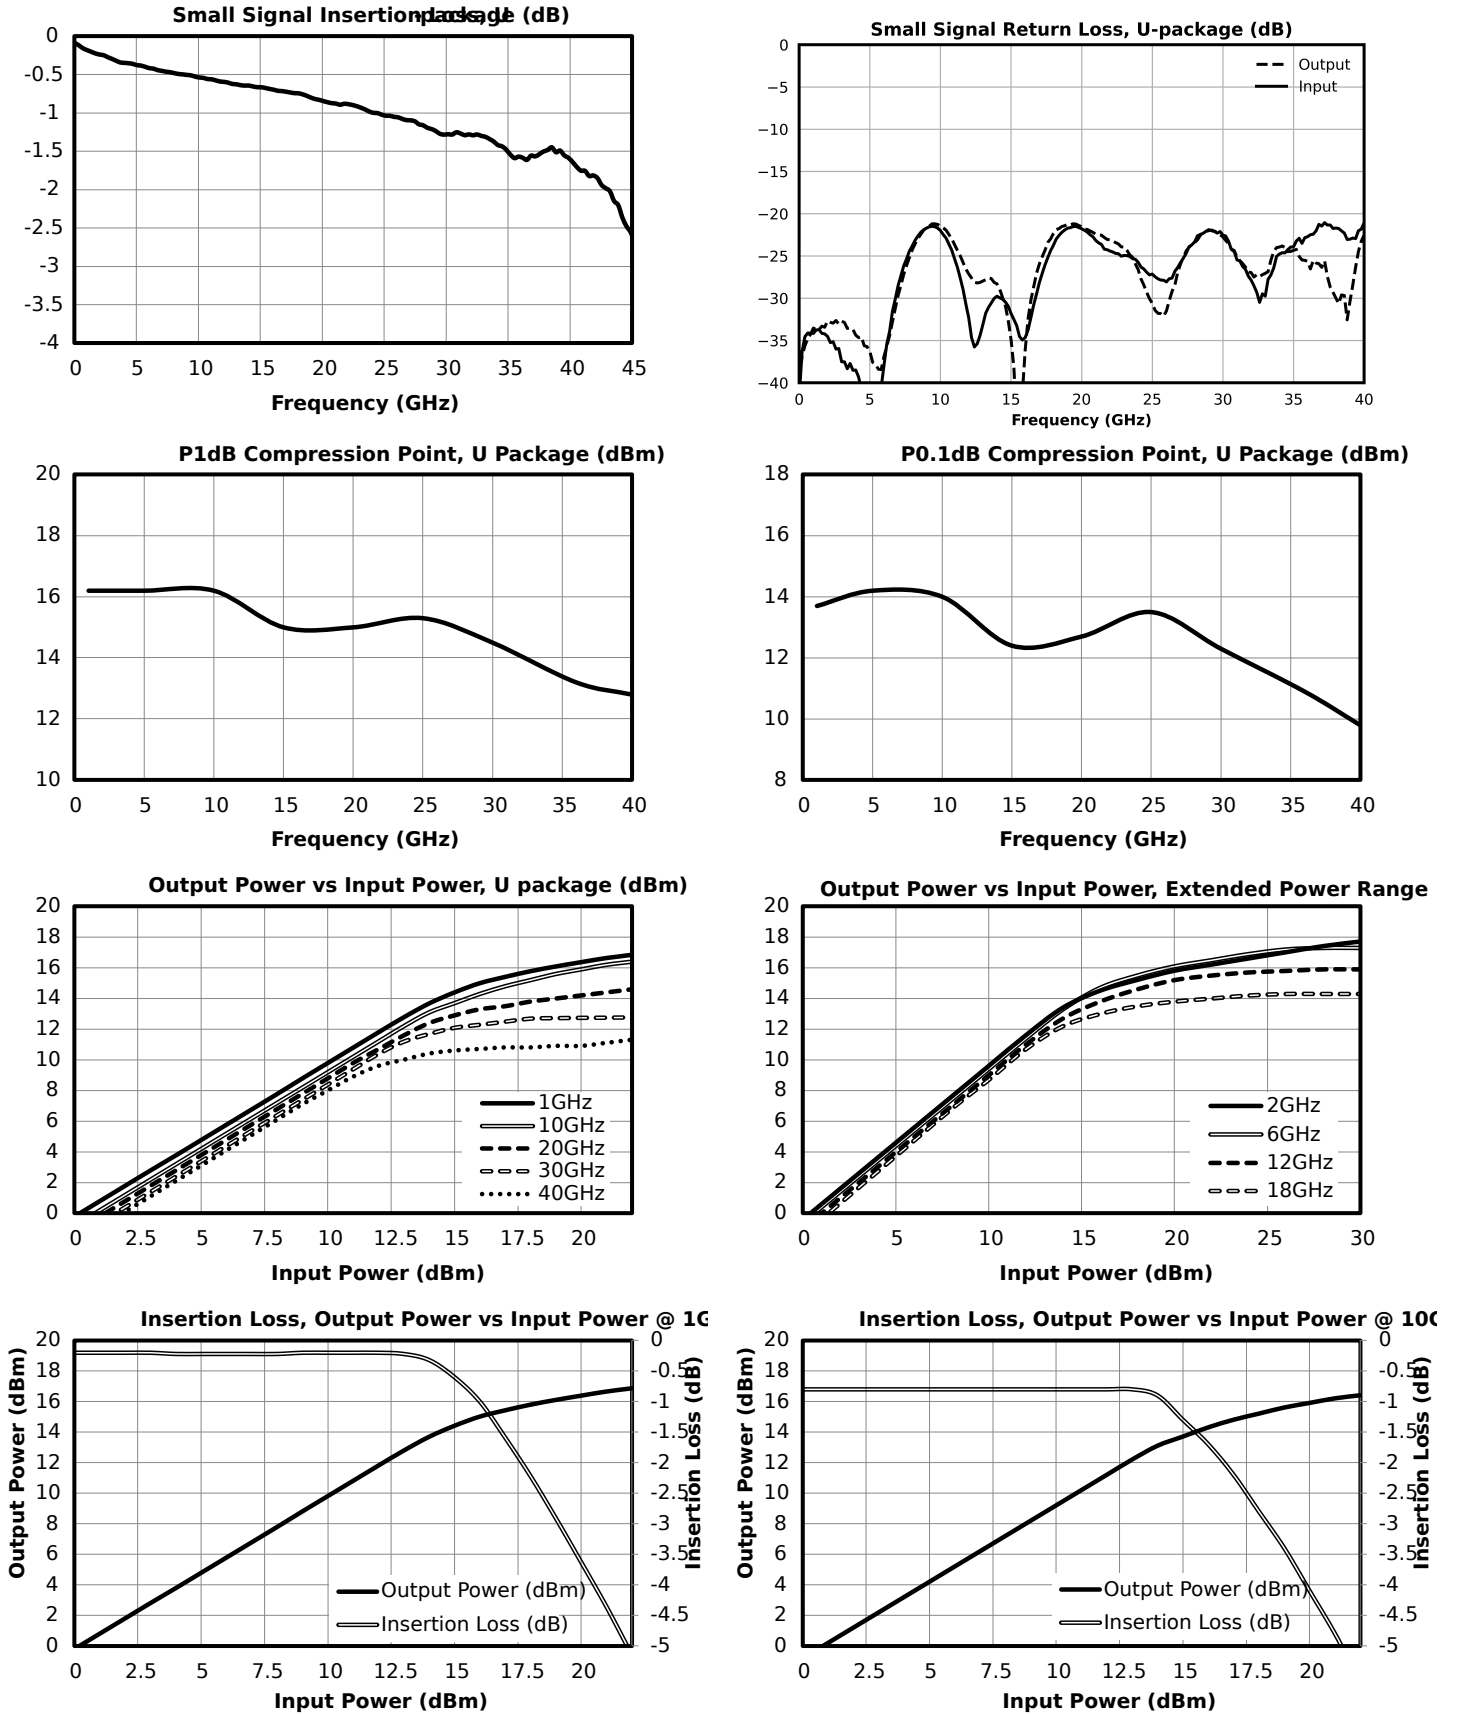 Small Signal Insertion Loss, U-package (dB)
0
-0.5
-1
-1.5
-2
-2.5
-3
-3.5
-4
0 5 10 15 20 25 30 35 40 45
Frequency (GHz)
Small Signal Return Loss, U-package (dB)
0
−5
−10
−15
−20
−25
−30
−35
−40
Output
Input
0 5 10 15 20 25 30 35 40
Frequency (GHz)
P1dB Compression Point, U Package (dBm)
20
18
16
14
12
10
0 5 10 15 20 25 30 35 40
Frequency (GHz)
P0.1dB Compression Point, U Package (dBm)
18
16
14
12
10
8
0 5 10 15 20 25 30 35 40
Frequency (GHz)
Output Power vs Input Power, U package (dBm)
20
18
16
14
12
10
8
6
4
2
0
1GHz
10GHz
20GHz
30GHz
40GHz
0 2.5 5 7.5 10 12.5 15 17.5 20
Input Power (dBm)
Output Power vs Input Power, Extended Power Range
20
18
16
14
12
10
8
6
4
2
0
2GHz
6GHz
12GHz
18GHz
0 5 10 15 20 25 30
Input Power (dBm)
Insertion Loss, Output Power vs Input Power @ 1G
Output Power (dBm)
20
18
16
14
12
10
8
6
4
2
0
Output Power (dBm)
Insertion Loss (dB)
0
-0.5
-1
-1.5
-2
-2.5
-3
-3.5
-4
-4.5
-5
Insertion Loss (dB)
0 2.5 5 7.5 10 12.5 15 17.5 20
Input Power (dBm)
Insertion Loss, Output Power vs Input Power @ 10G
Output Power (dBm)
20
18
16
14
12
10
8
6
4
2
0
Output Power (dBm)
Insertion Loss (dB)
0
-0.5
-1
-1.5
-2
-2.5
-3
-3.5
-4
-4.5
-5
Insertion Loss (dB)
0 2.5 5 7.5 10 12.5 15 17.5 20
Input Power (dBm)